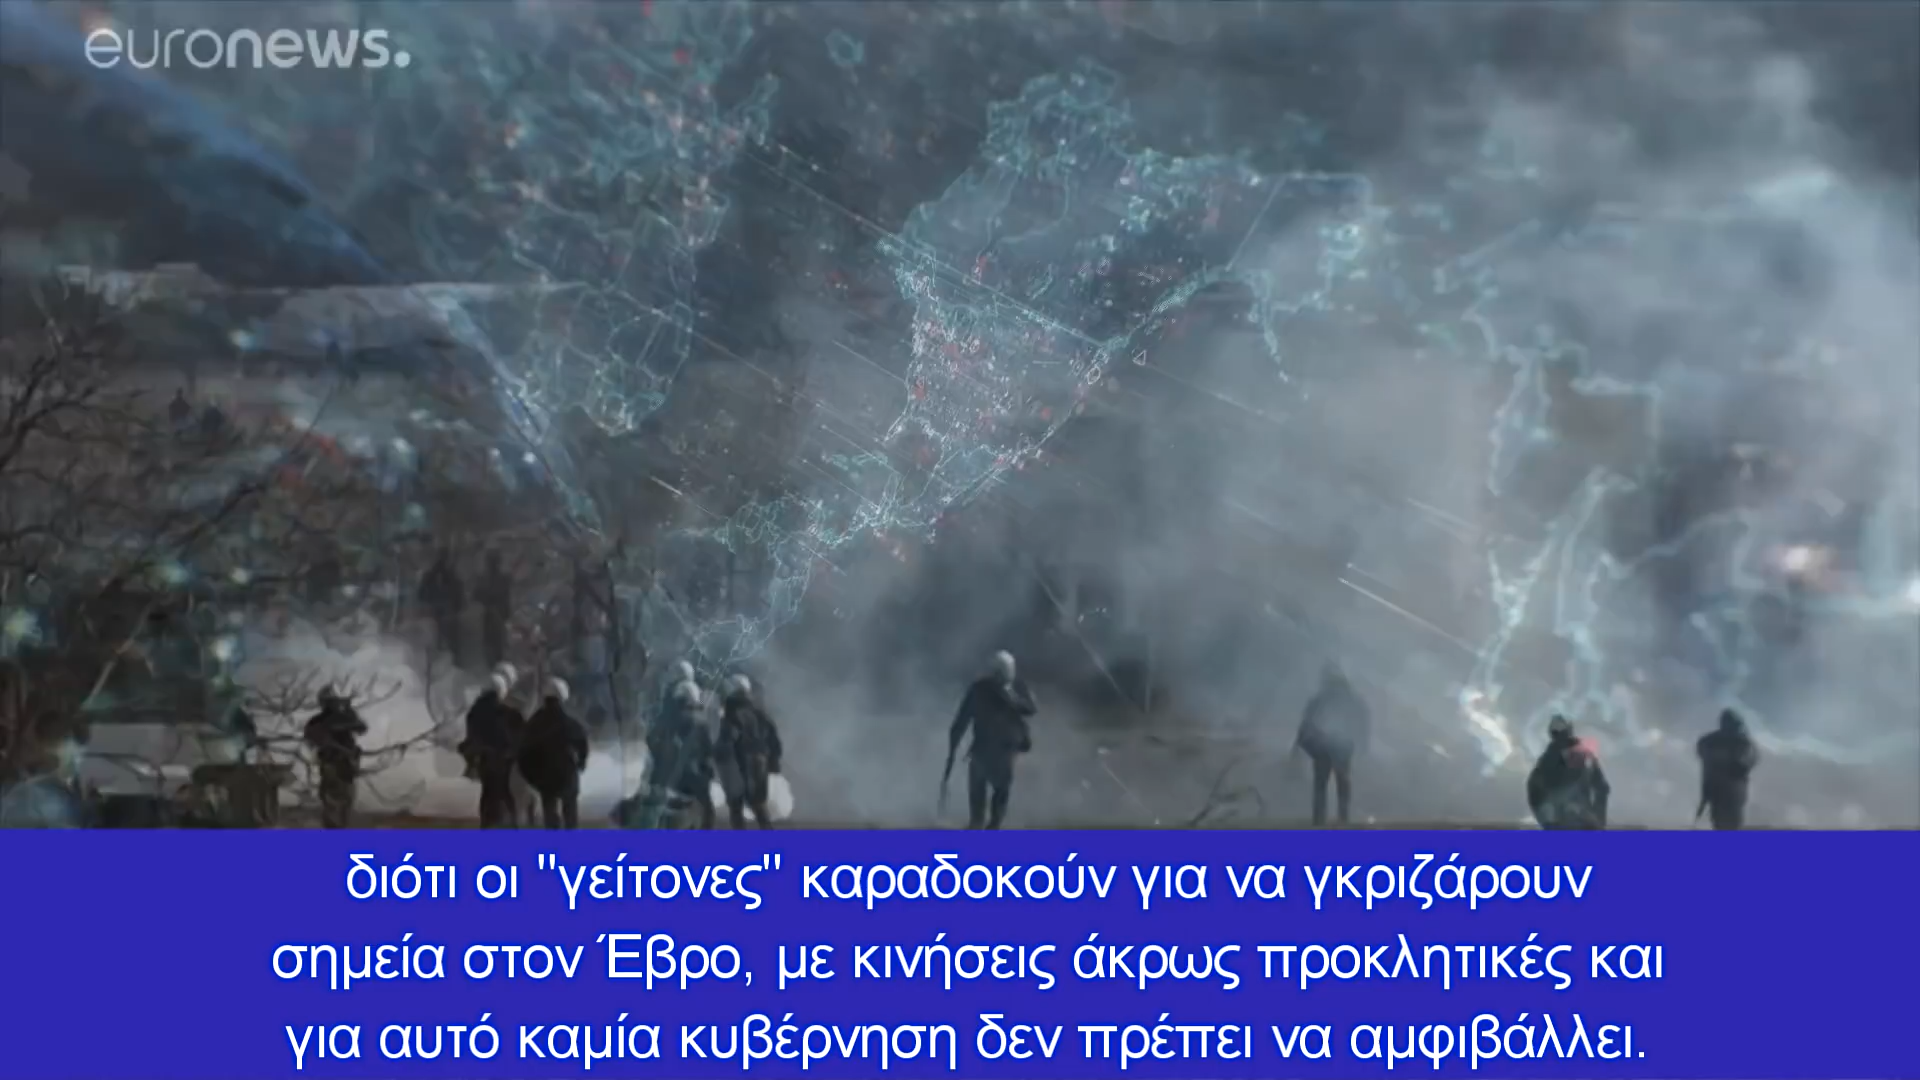 euronews.
διότι οι "γείτονες" καραδοκούν για να γκριζάρουν
σημεία στον Έβρο, με κινήσεις άκρως προκλητικές και
για αυτό καμία κυβέρνηση δεν πρέπει να αμφιβάλλει.